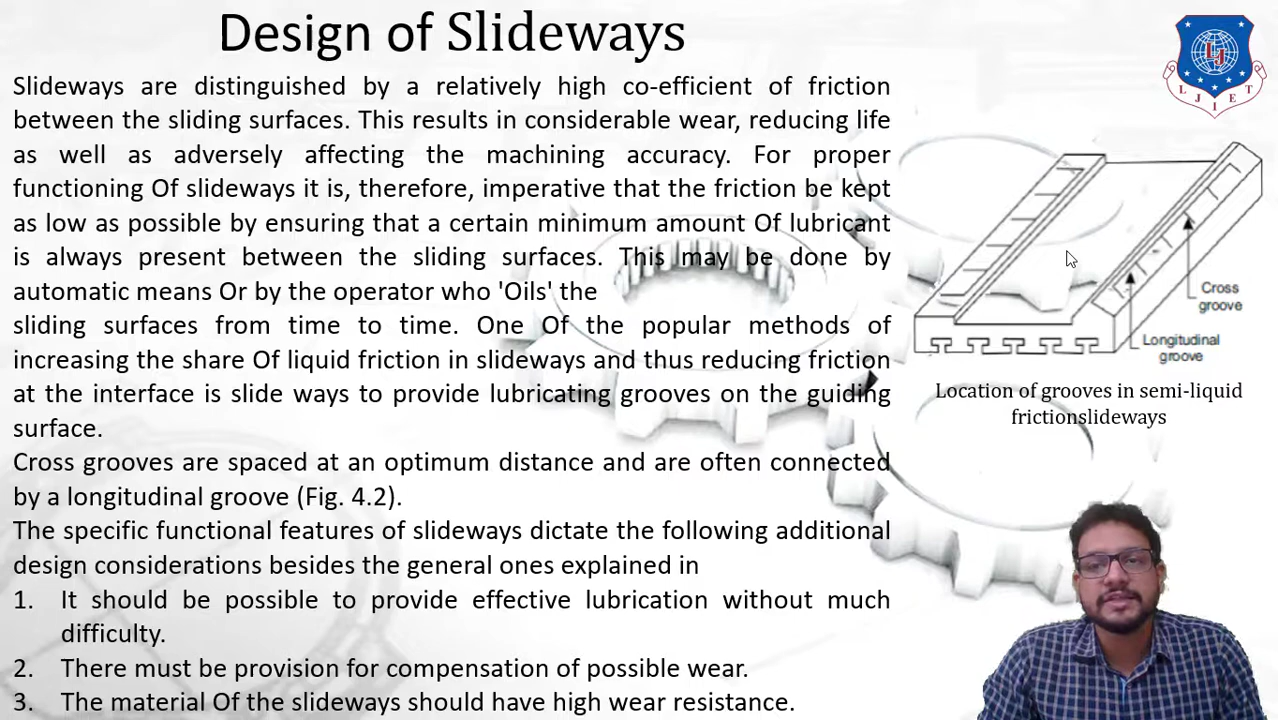 Design of Slideways
Slideways are distinguished by a relatively high co-efficient of friction
between the sliding surfaces. This results in considerable wear, reducing life
as well as adversely affecting the machining accuracy. For proper
functioning Of slideways it is, therefore, imperative that the friction be kept
as low as possible by ensuring that a certain minimum amount Of lubricant
is always present between the sliding surfaces. This may be done by
automatic means Or by the operator who 'Oils' the
sliding surfaces from time to time. One Of the popular methods of
increasing the share Of liquid friction in slideways and thus reducing friction
at the interface is slide ways to provide lubricating grooves on the guiding
surface.
Cross grooves are spaced at an optimum distance and are often connected
by a longitudinal groove (Fig. 4.2).
The specific functional features of slideways dictate the following additional
design considerations besides the general ones explained in
1. It should be possible to provide effective lubrication without much
difficulty.
2. There must be provision for compensation of possible wear.
3. The material Of the slideways should have high wear resistance.
LJ
LJIET
Cross
groove
Longitudinal
groove
Location of grooves in semi-liquid
frictionslideways